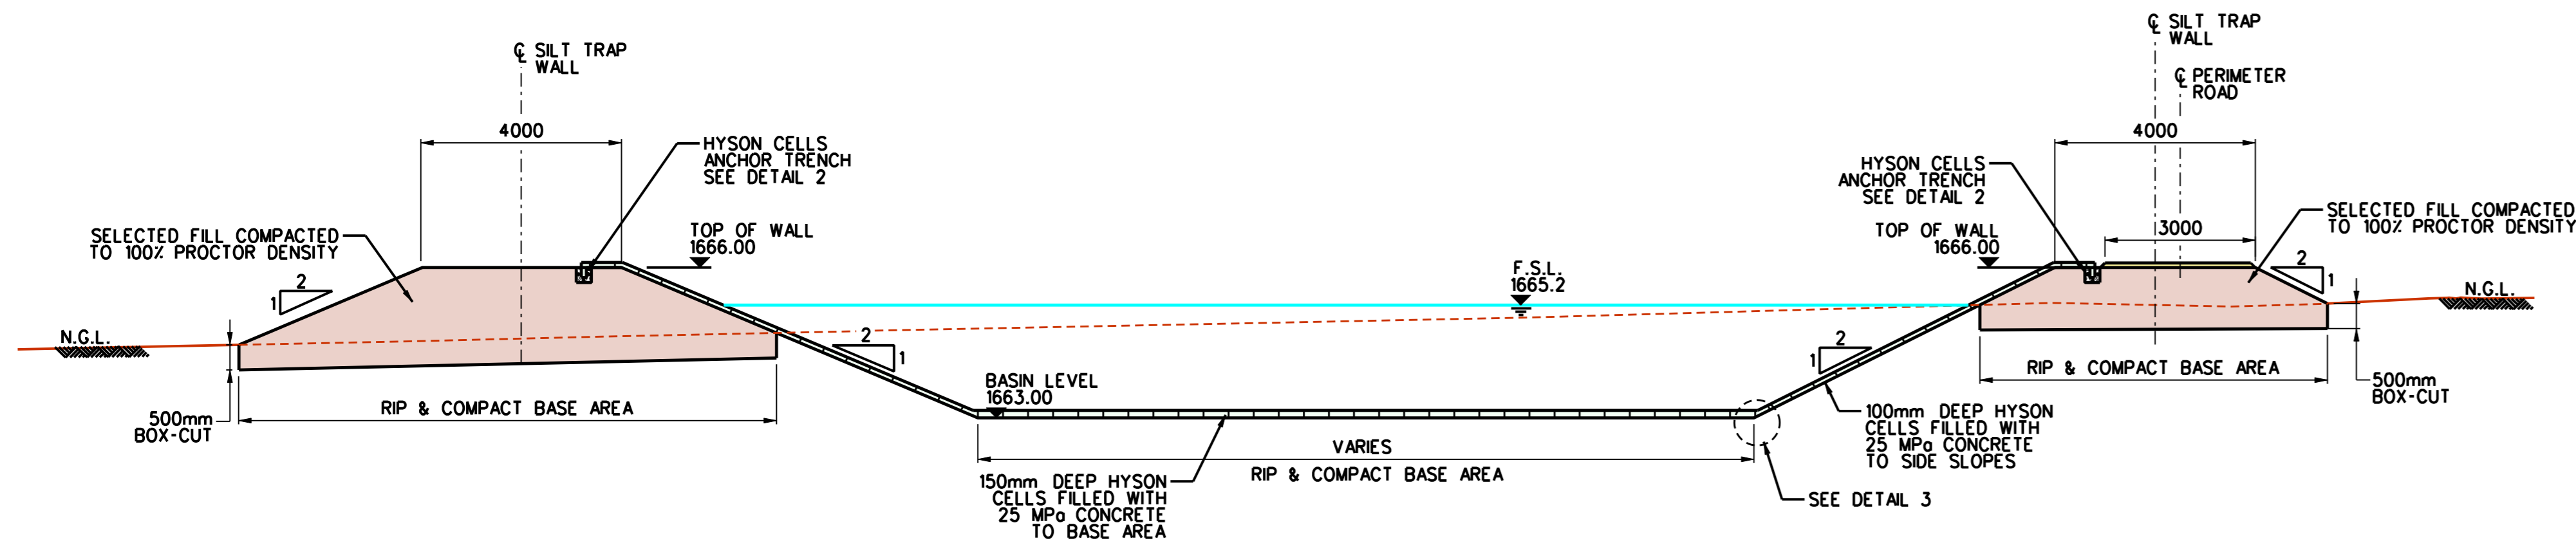 ℄ SILT TRAP
WALL
4000
HYSON CELLS
ANCHOR TRENCH
SEE DETAIL 2
SELECTED FILL COMPACTED
TO 100% PROCTOR DENSITY
TOP OF WALL
1666.00
2
1
N.G.L.
500mm
BOX-CUT
RIP & COMPACT BASE AREA
2
1
BASIN LEVEL
1663.00
F.S.L.
1665.2
VARIES
RIP & COMPACT BASE AREA
150mm DEEP HYSON
CELLS FILLED WITH
25 MPa CONCRETE
TO BASE AREA
SEE DETAIL 3
2
1
100mm DEEP HYSON
CELLS FILLED WITH
25 MPa CONCRETE
TO SIDE SLOPES
℄ SILT TRAP
WALL
℄ PERIMETER
ROAD
4000
HYSON CELLS
ANCHOR TRENCH
SEE DETAIL 2
TOP OF WALL
1666.00
3000
SELECTED FILL COMPACTED
TO 100% PROCTOR DENSITY
2
1
N.G.L.
RIP & COMPACT BASE AREA
500mm
BOX-CUT